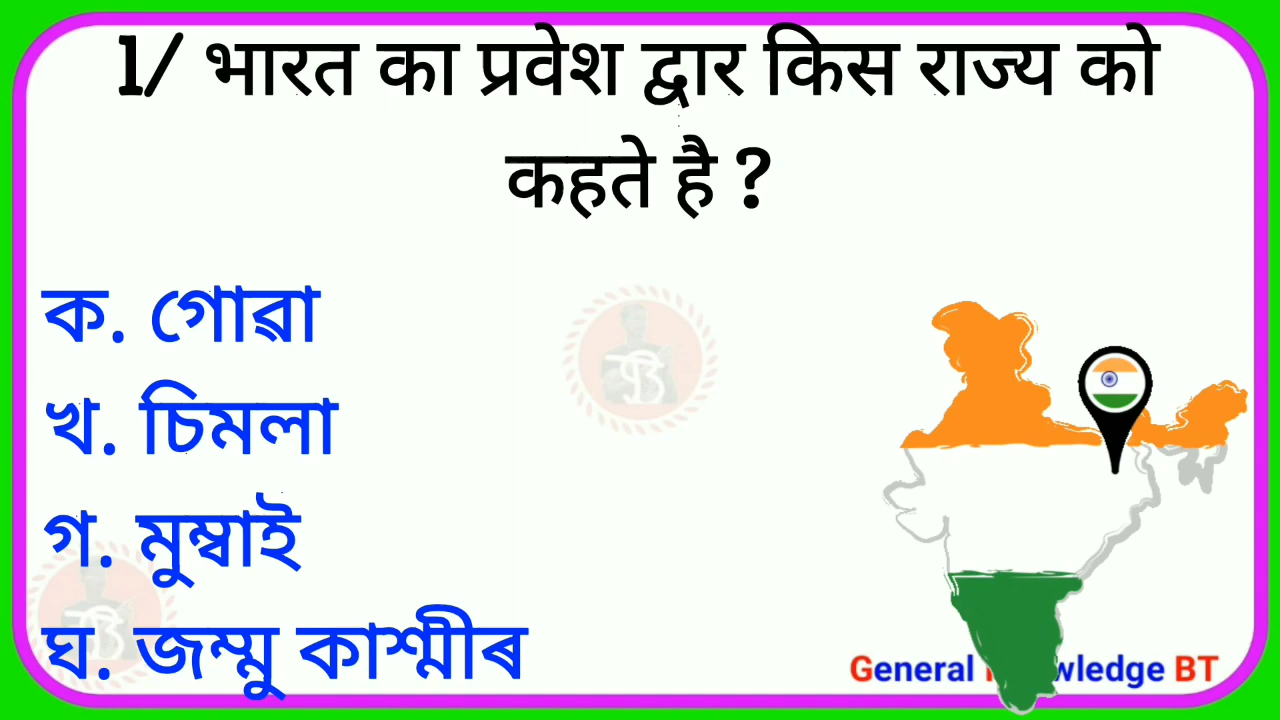 1/ भारत का प्रवेश द्वार किस राज्य को
कहते है ?
ক. গোৱা
খ. চিমলা
গ. মুম্বাই
ঘ. জম্মু কাশ্মীৰ
General wledge BT